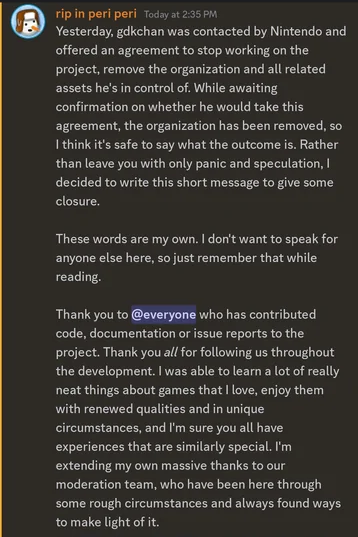 rip in peri peri Today at 2:35 PM
Yesterday, gdkchan was contacted by Nintendo and
offered an agreement to stop working on the
project, remove the organization and all related
assets he's in control of. While awaiting
confirmation on whether he would take this
agreement, the organization has been removed, so
I think it's safe to say what the outcome is. Rather
than leave you with only panic and speculation, I
decided to write this short message to give some
closure.
These words are my own. I don't want to speak for
anyone else here, so just remember that while
reading.
Thank you to @everyone who has contributed
code, documentation or issue reports to the
project. Thank you all for following us throughout
the development. I was able to learn a lot of really
neat things about games that I love, enjoy them
with renewed qualities and in unique
circumstances, and I'm sure you all have
experiences that are similarly special. I'm
extending my own massive thanks to our
moderation team, who have been here through
some rough circumstances and always found ways
to make light of it.